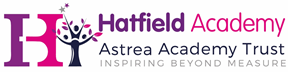 Hatfield Academy
Astrea Academy Trust
INSPIRING BEYOND MEASURE